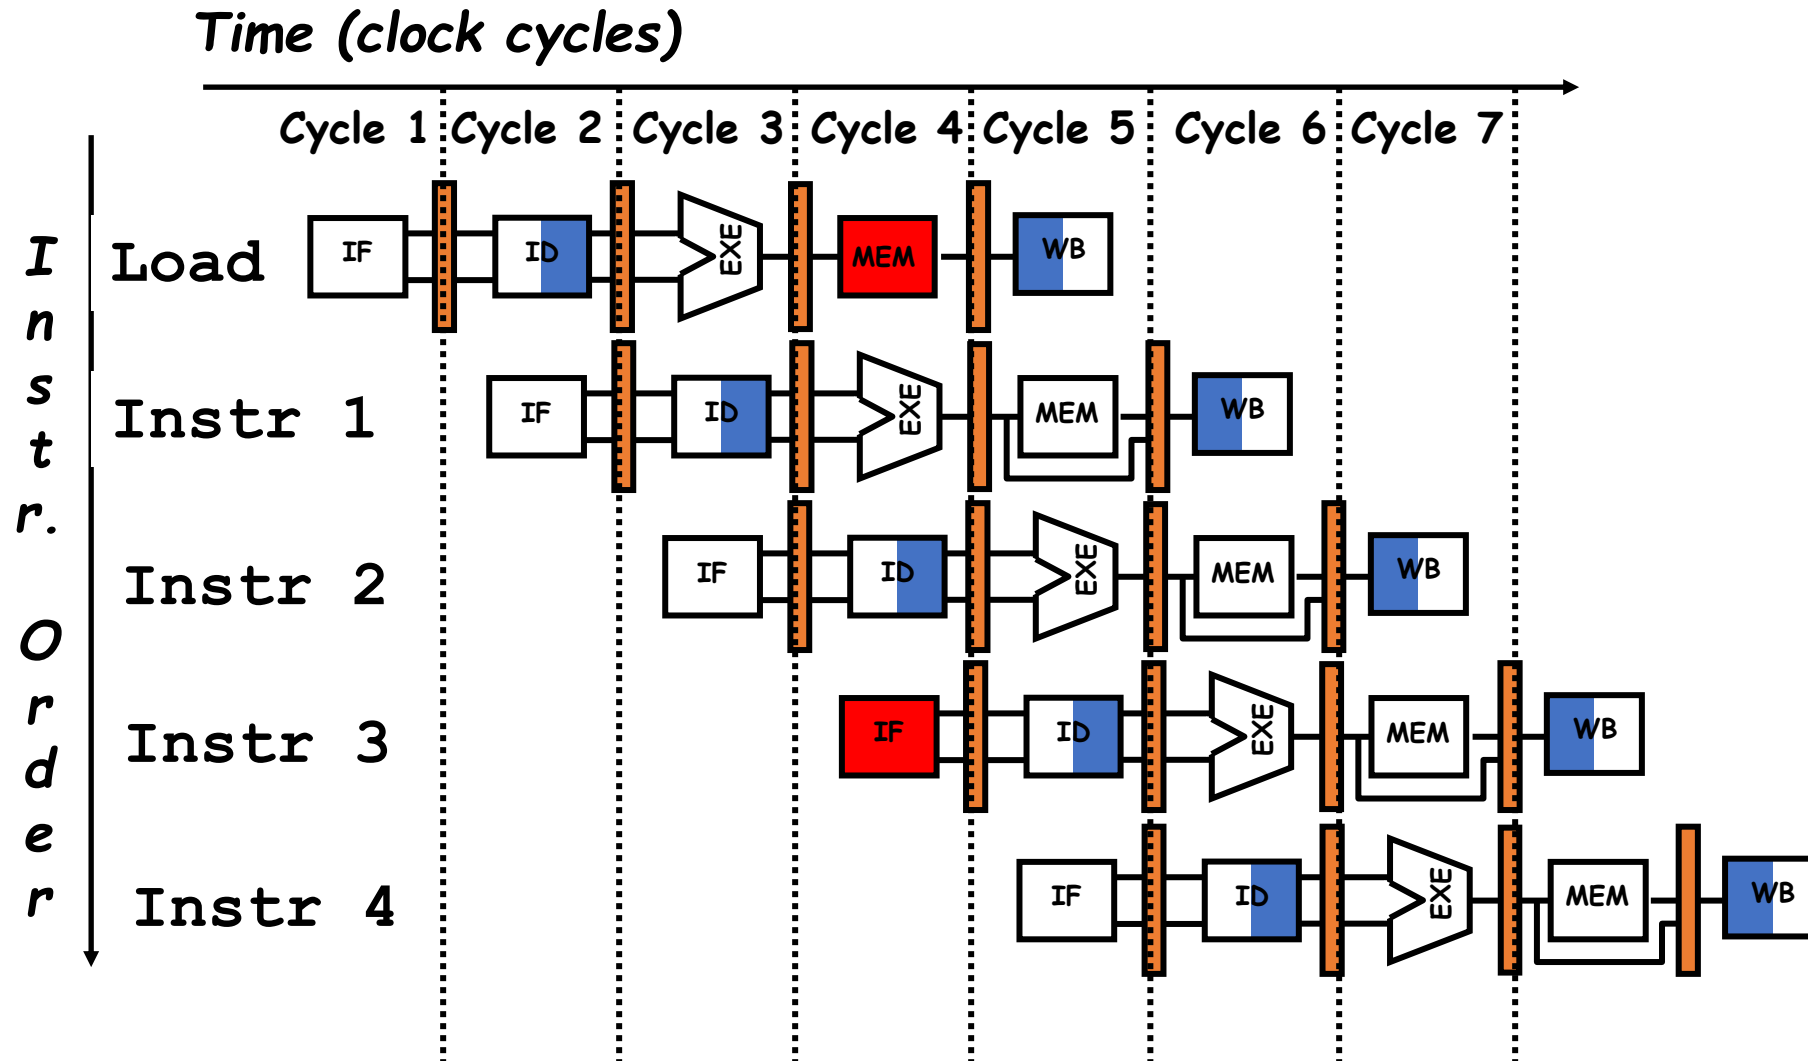 Time (clock cycles)
Cycle 1 Cycle 2 Cycle 3 Cycle 4 Cycle 5 Cycle 6 Cycle 7
Instr. Order
Load IF ID EXE MEM WB
Instr 1 IF ID EXE MEM WB
Instr 2 IF ID EXE MEM WB
Instr 3 IF ID EXE MEM WB
Instr 4 IF ID EXE MEM WB